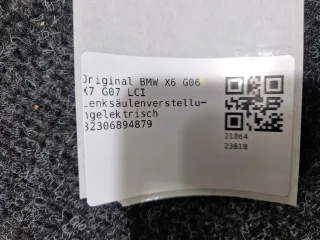 Original BMW X6 G06
X7 G07 LCI
Lenksäulenverstellu-
ngelektrisch
32306894879
21864
23618